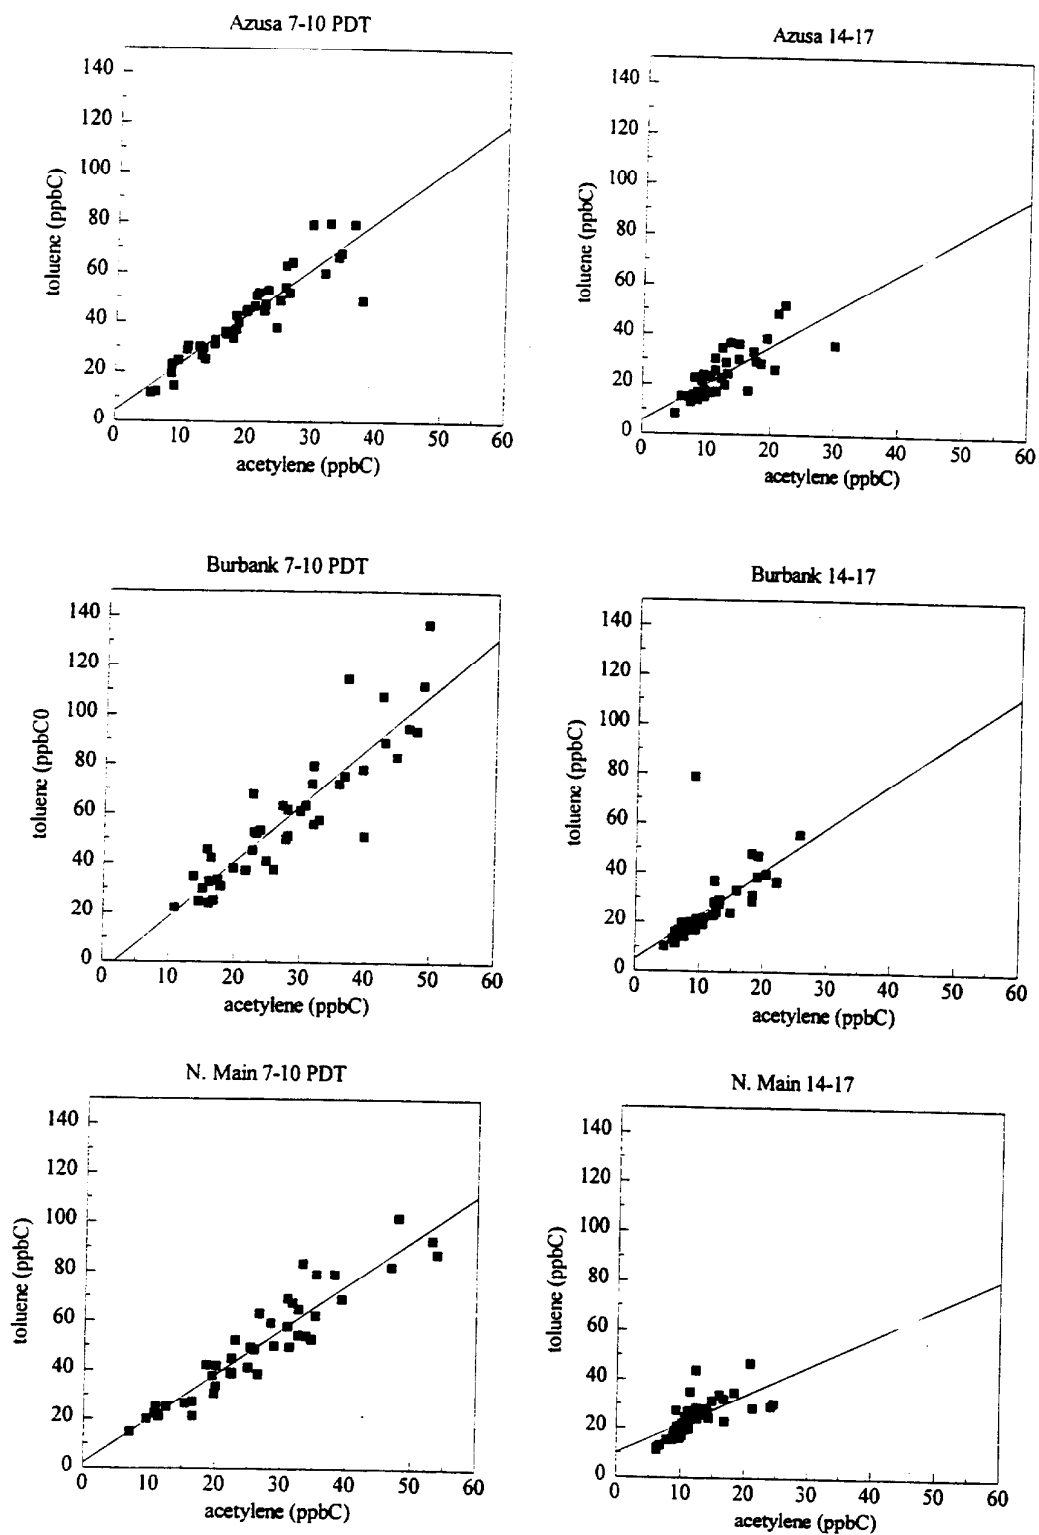 Azusa 7-10 PDT
140
120
100
80
60
40
20
0
toluene (ppbC)
0 10 20 30 40 50 60
acetylene (ppbC)
Azusa 14-17
140
120
100
80
60
40
20
0
toluene (ppbC)
0 10 20 30 40 50 60
acetylene (ppbC)
Burbank 7-10 PDT
140
120
100
80
60
40
20
0
toluene (ppbC0
0 10 20 30 40 50 60
acetylene (ppbC)
Burbank 14-17
140
120
100
80
60
40
20
0
toluene (ppbC)
0 10 20 30 40 50 60
acetylene (ppbC)
N. Main 7-10 PDT
140
120
100
80
60
40
20
0
toluene (ppbC)
0 10 20 30 40 50 60
acetylene (ppbC)
N. Main 14-17
140
120
100
80
60
40
20
0
toluene (ppbC)
0 10 20 30 40 50 60
acetylene (ppbC)